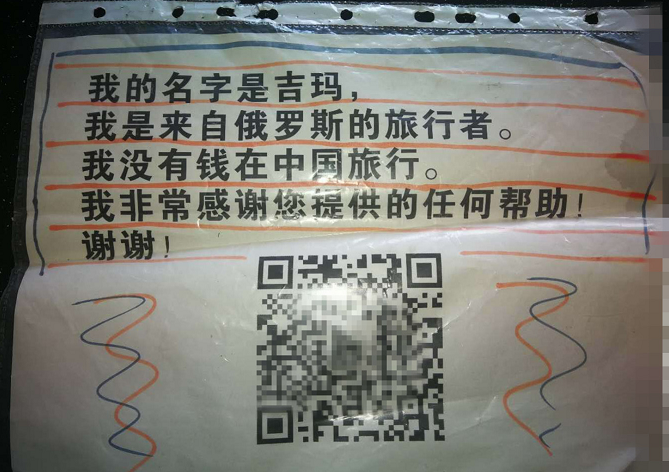 我的名字是吉玛，
我是来自俄罗斯的旅行者。
我没有钱在中国旅行。
我非常感谢您提供的任何帮助！
谢谢！